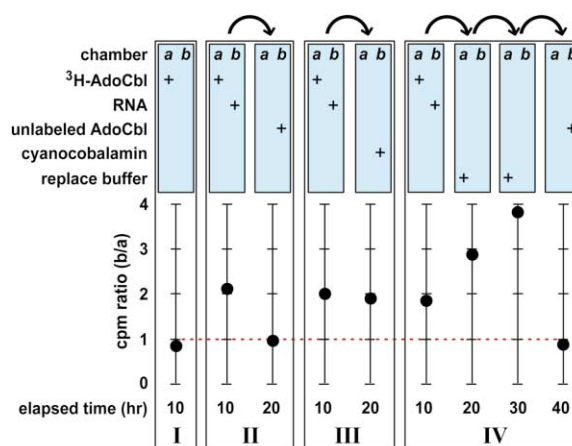 chamber a b a b a b a b a b a b a b a b a b
³H-AdoCbl + + + +
RNA + + +
unlabeled AdoCbl + +
cyanocobalamin +
replace buffer + +
4
3
2
1
0
cpm ratio (b/a)
elapsed time (hr) 10 10 20 10 20 10 20 30 40
I II III IV